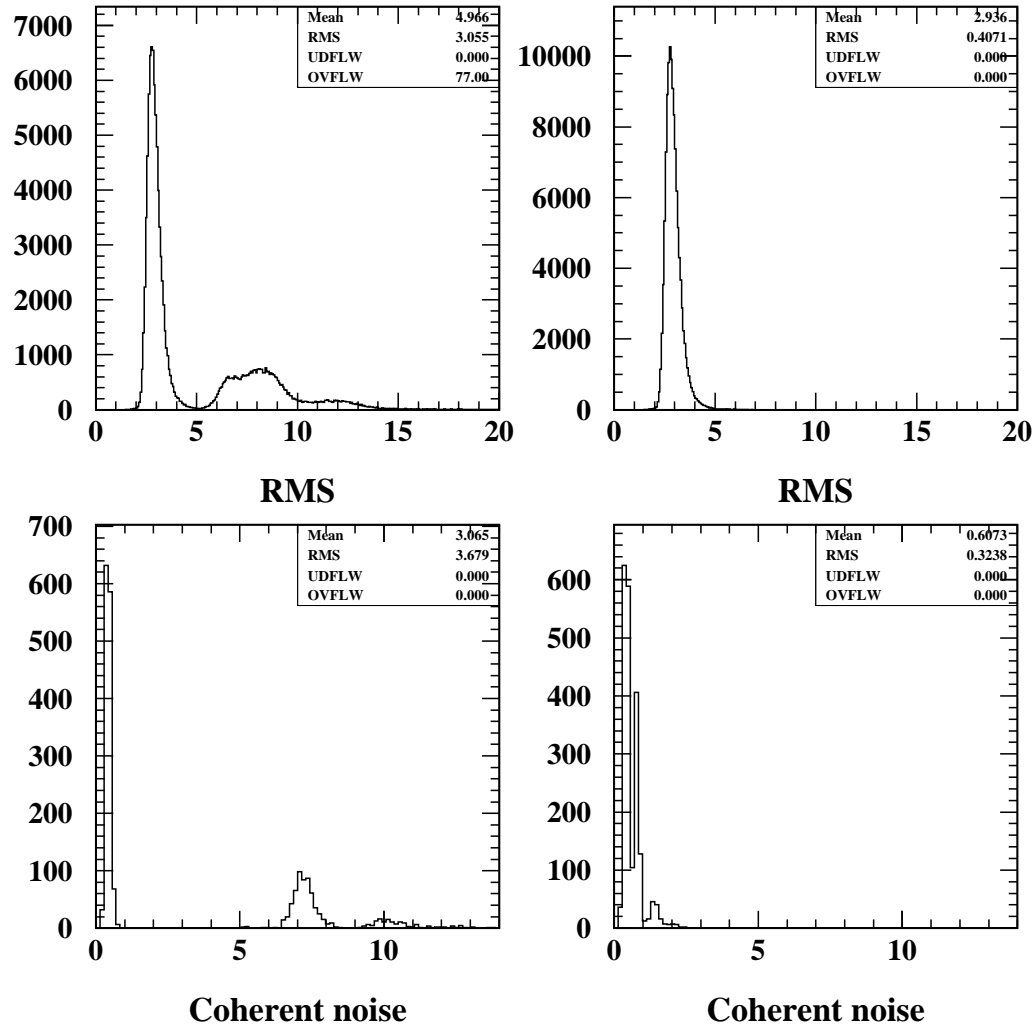 Mean 4.966
RMS 3.055
UDFLW 0.000
OVFLW 77.00
7000
6000
5000
4000
3000
2000
1000
0
0 5 10 15 20
RMS
Mean 2.936
RMS 0.4071
UDFLW 0.000
OVFLW 0.000
10000
8000
6000
4000
2000
0
0 5 10 15 20
RMS
Mean 3.065
RMS 3.679
UDFLW 0.000
OVFLW 0.000
700
600
500
400
300
200
100
0
0 5 10
Coherent noise
Mean 0.6073
RMS 0.3238
UDFLW 0.000
OVFLW 0.000
600
500
400
300
200
100
0
0 5 10
Coherent noise